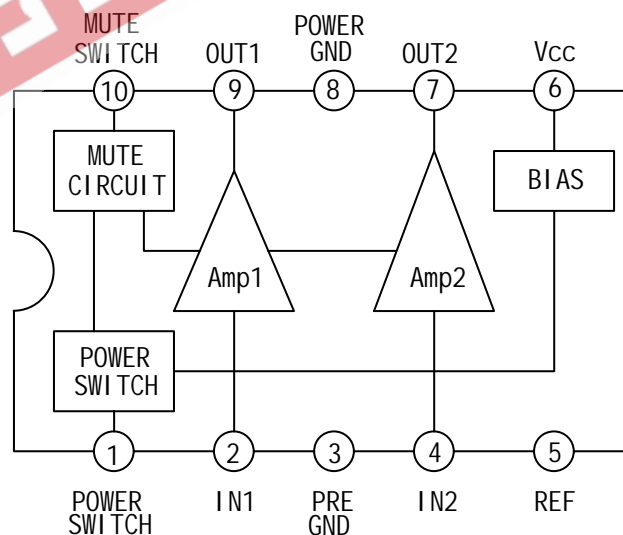 MUTE
SWITCH
OUT1
POWER
GND
OUT2
Vcc
10
9
8
7
6
MUTE
CIRCUIT
BIAS
Amp1
Amp2
POWER
SWITCH
1
2
3
4
5
POWER
SWITCH
IN1
PRE
GND
IN2
REF